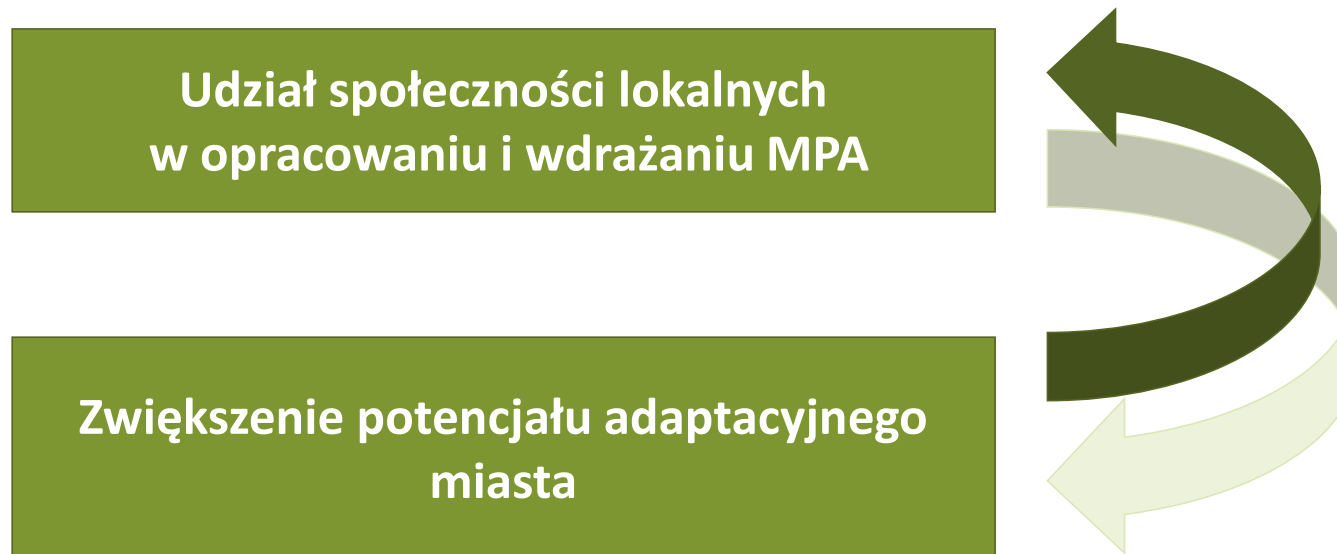 Udział społeczności lokalnych
w opracowaniu i wdrażaniu MPA
Zwiększenie potencjału adaptacyjnego
miasta